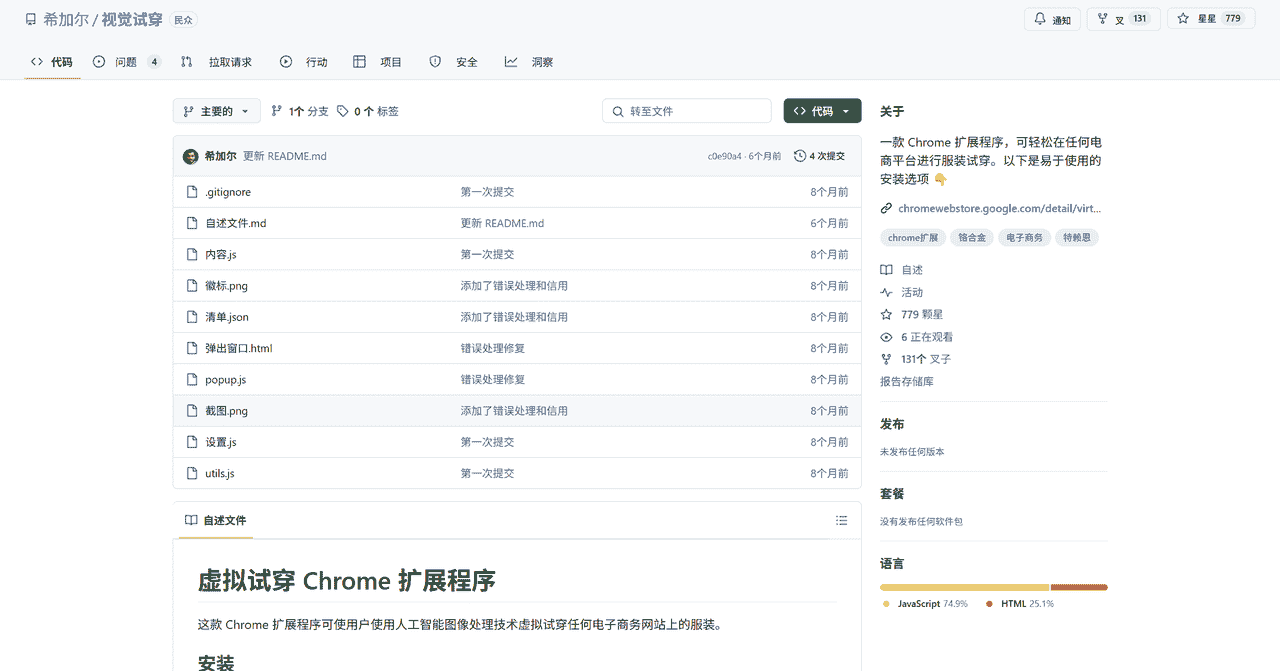 希加尔 / 视觉试穿 民众
通知 叉 131 星星 779
代码 问题 4 拉取请求 行动 项目 安全 洞察
主要的 1个 分支 0 个 标签 转至文件 代码
希加尔 更新 README.md c0e90a4 · 6个月前 4 次提交
.gitignore 第一次提交 8个月前
自述文件.md 更新 README.md 6个月前
内容.js 第一次提交 8个月前
徽标.png 添加了错误处理和信用 8个月前
清单.json 添加了错误处理和信用 8个月前
弹出窗口.html 错误处理修复 8个月前
popup.js 错误处理修复 8个月前
截图.png 添加了错误处理和信用 8个月前
设置.js 第一次提交 8个月前
utils.js 第一次提交 8个月前
自述文件
虚拟试穿 Chrome 扩展程序
这款 Chrome 扩展程序可使用户使用人工智能图像处理技术虚拟试穿任何电子商务网站上的服装。
安装
关于
一款 Chrome 扩展程序，可轻松在任何电
商平台进行服装试穿。以下是易于使用的
安装选项 👇
chromewebstore.google.com/detail/virt...
chrome扩展 铬合金 电子商务 特赖恩
自述
活动
779 颗星
6 正在观看
131个 叉子
报告存储库
发布
未发布任何版本
套餐
没有发布任何软件包
语言
JavaScript 74.9% HTML 25.1%